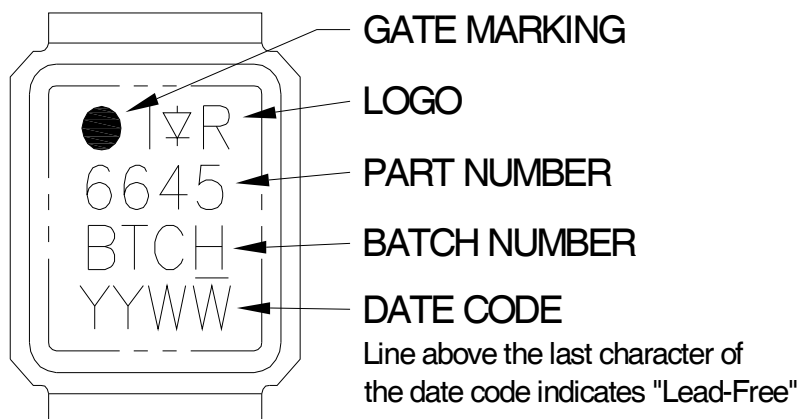 GATE MARKING
I R
LOGO
6645
PART NUMBER
BTCH
BATCH NUMBER
YYWW
DATE CODE
Line above the last character of
the date code indicates "Lead-Free"